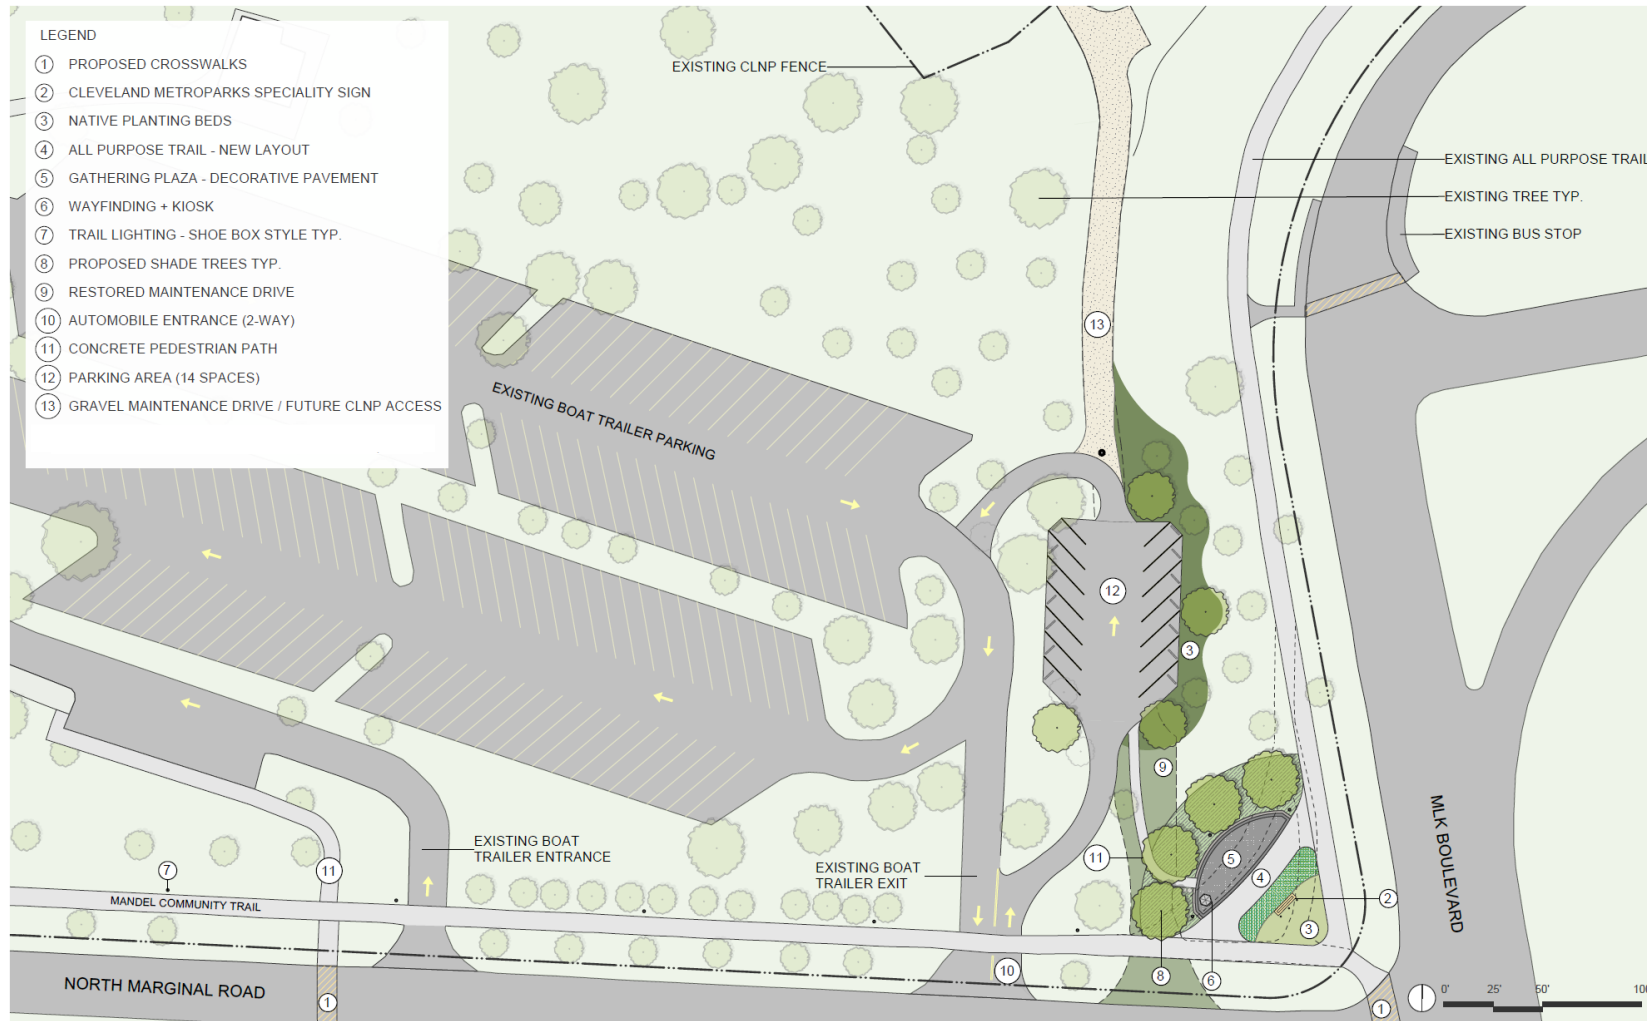 LEGEND
1 PROPOSED CROSSWALKS
2 CLEVELAND METROPARKS SPECIALITY SIGN
3 NATIVE PLANTING BEDS
4 ALL PURPOSE TRAIL - NEW LAYOUT
5 GATHERING PLAZA - DECORATIVE PAVEMENT
6 WAYFINDING + KIOSK
7 TRAIL LIGHTING - SHOE BOX STYLE TYP.
8 PROPOSED SHADE TREES TYP.
9 RESTORED MAINTENANCE DRIVE
10 AUTOMOBILE ENTRANCE (2-WAY)
11 CONCRETE PEDESTRIAN PATH
12 PARKING AREA (14 SPACES)
13 GRAVEL MAINTENANCE DRIVE / FUTURE CLNP ACCESS
EXISTING CLNP FENCE
EXISTING ALL PURPOSE TRAIL
EXISTING TREE TYP.
EXISTING BUS STOP
13
EXISTING BOAT TRAILER PARKING
12
3
9
MLK BOULEVARD
EXISTING BOAT
TRAILER ENTRANCE
EXISTING BOAT
TRAILER EXIT
11
5
4
2
3
7
11
MANDEL COMMUNITY TRAIL
10
8
6
NORTH MARGINAL ROAD
1
1
0' 25' 50' 100